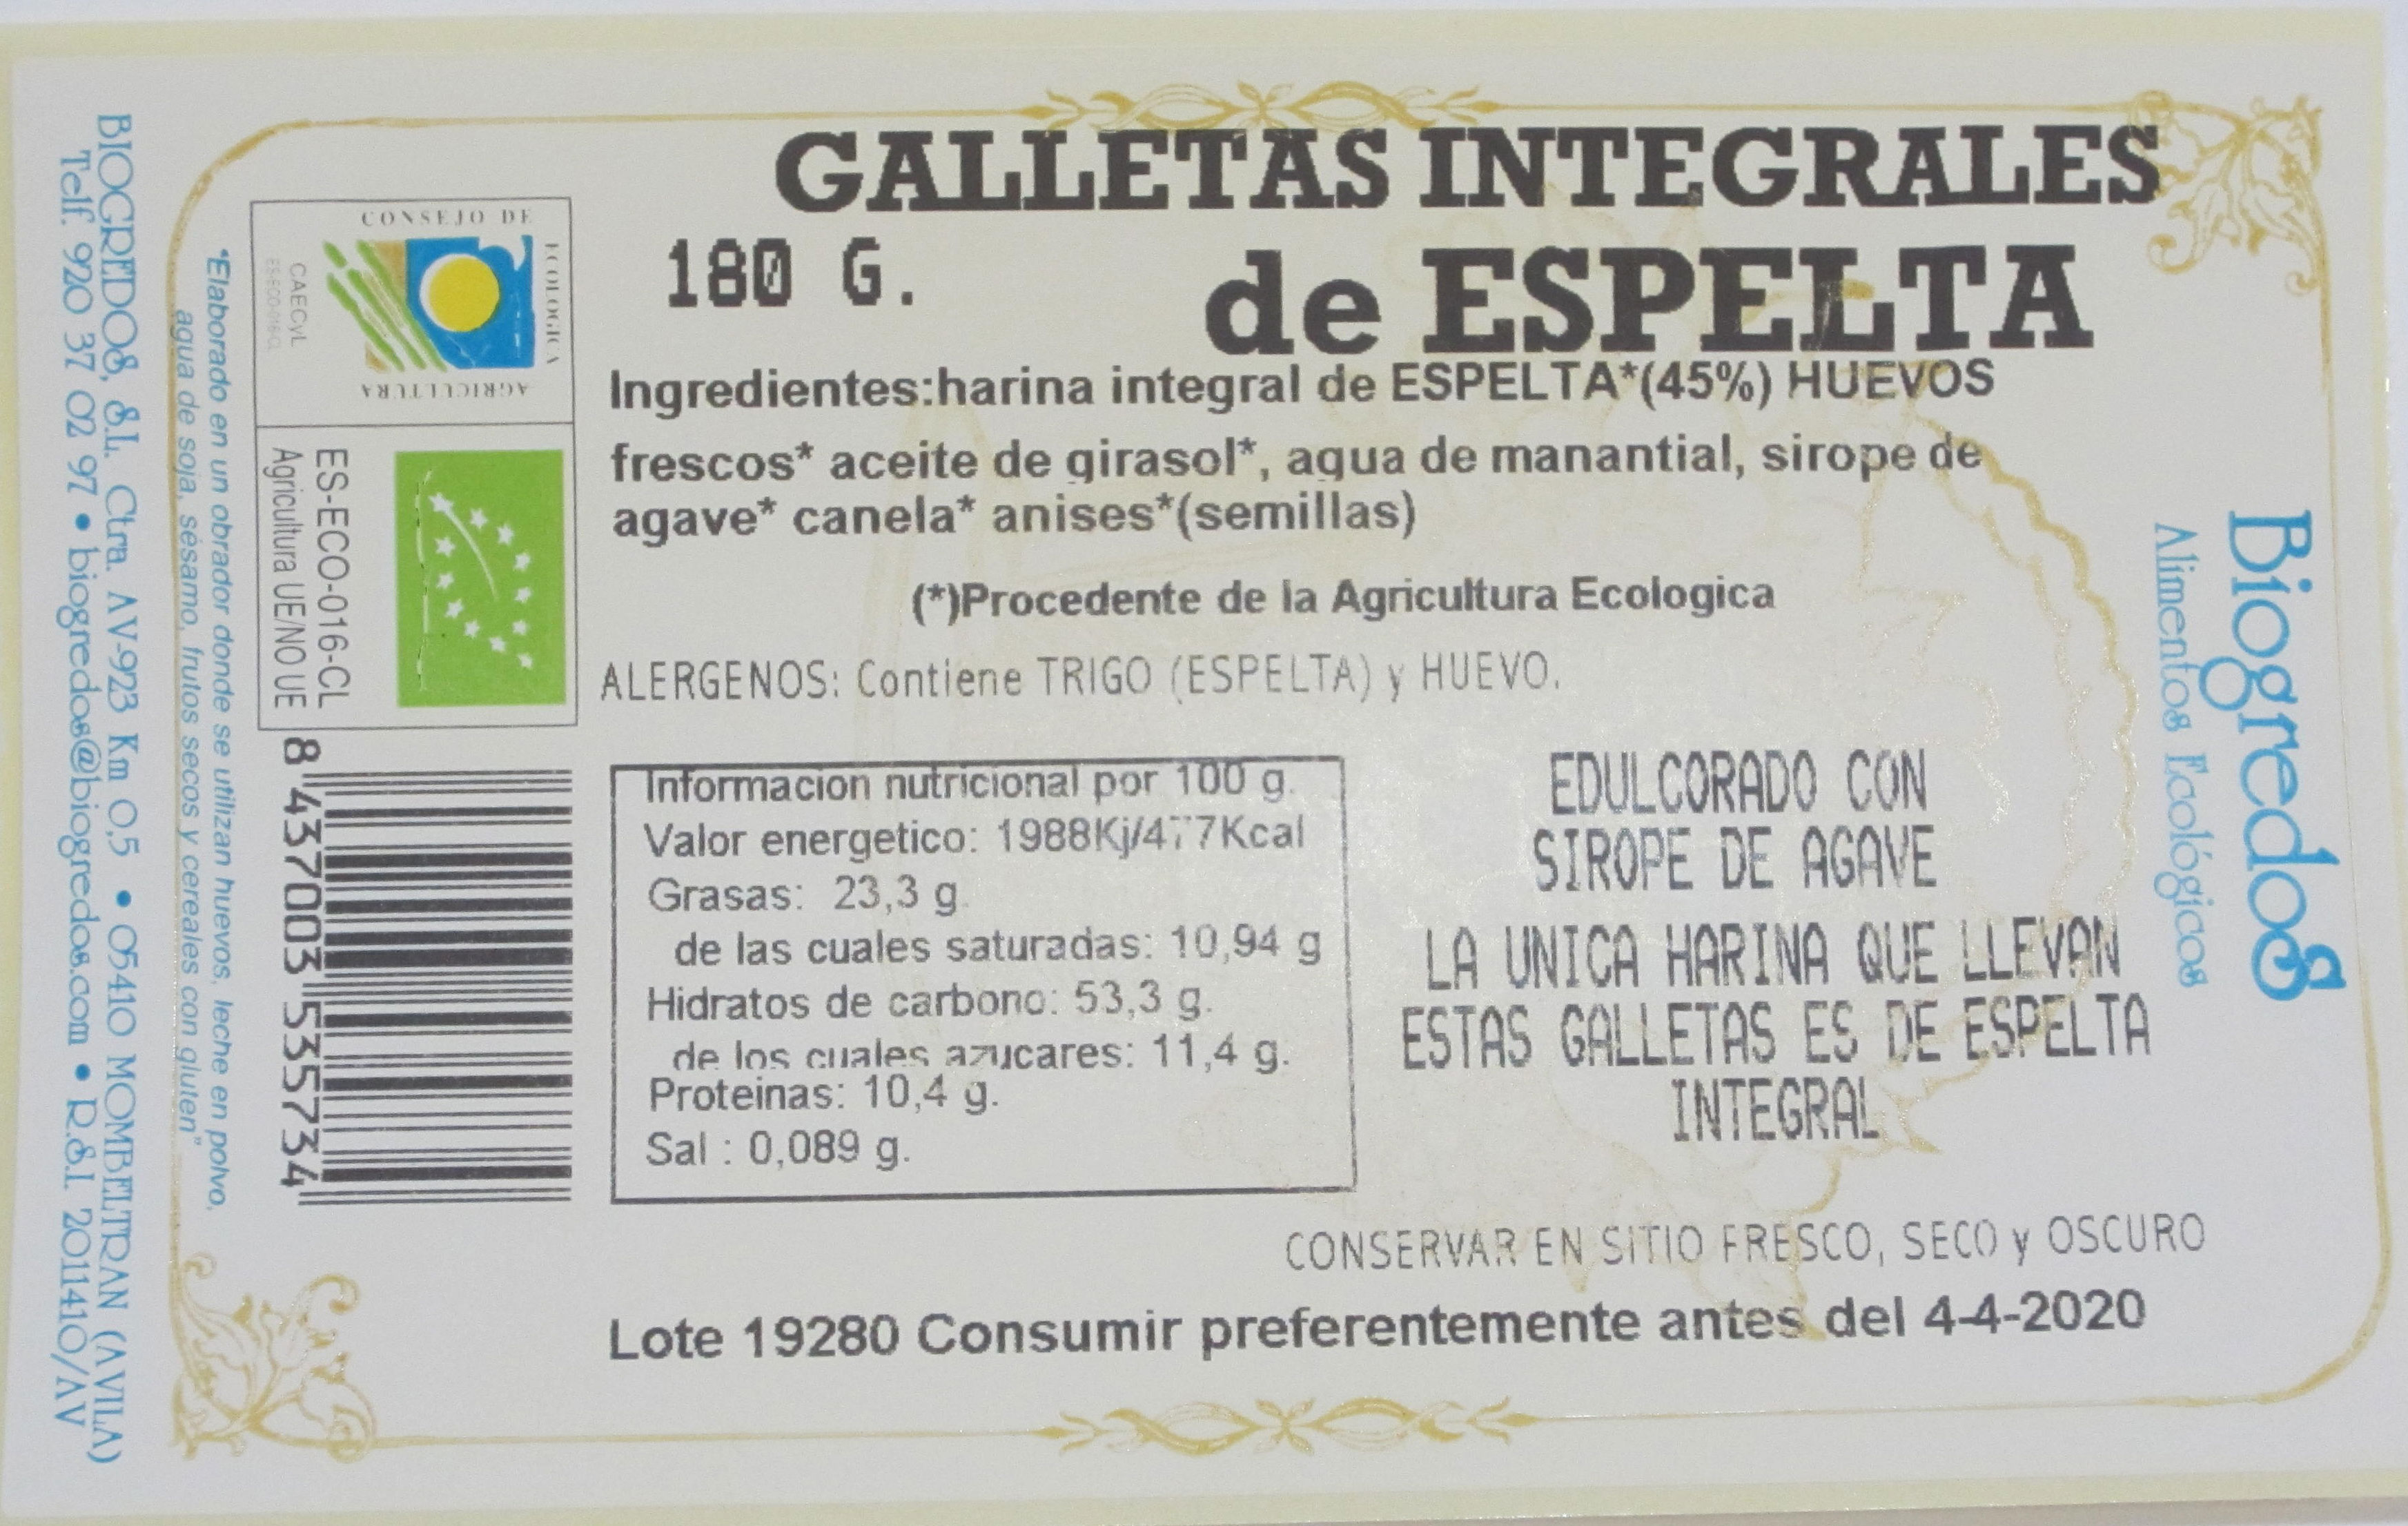 GALLETAS INTEGRALES
180 G.
de ESPELTA
Ingredientes:harina integral de ESPELTA*(45%) HUEVOS
frescos* aceite de girasol*, agua de manantial, sirope de
agave* canela* anises*(semillas)
(*)Procedente de la Agricultura Ecologica
ALERGENOS: Contiene TRIGO (ESPELTA) y HUEVO.
Informacion nutricional por 100 g.
Valor energetico: 1988Kj/477Kcal
Grasas: 23,3 g.
de las cuales saturadas: 10,94 g
Hidratos de carbono: 53,3 g.
de los cuales azucares: 11,4 g.
Proteinas: 10,4 g.
Sal : 0,089 g.
EDULCORADO CON
SIROPE DE AGAVE
LA UNICA HARINA QUE LLEVAN
ESTAS GALLETAS ES DE ESPELTA
INTEGRAL
CONSERVAR EN SITIO FRESCO, SECO y OSCURO
Lote 19280 Consumir preferentemente antes del 4-4-2020
Biogredos
Alimentos Ecológicos
CONSEJO DE
AGRICULTURA
ECOLOGICA
CAECyL
ES-ECO-016-CL
ES-ECO-016-CL
Agricultura UE/NO UE
8 437003 535734
"Elaborado en un obrador donde se utilizan huevos, leche en polvo,
agua de soja, sésamo, frutos secos y cereales con gluten"
BIOGREDOS, S.L. Ctra. AV-923 Km 0,5 • 05410 MOMBELTRAN (AVILA)
Telf. 920 37 02 97 • biogredos@biogredos.com • R.S.I. 2011410/AV